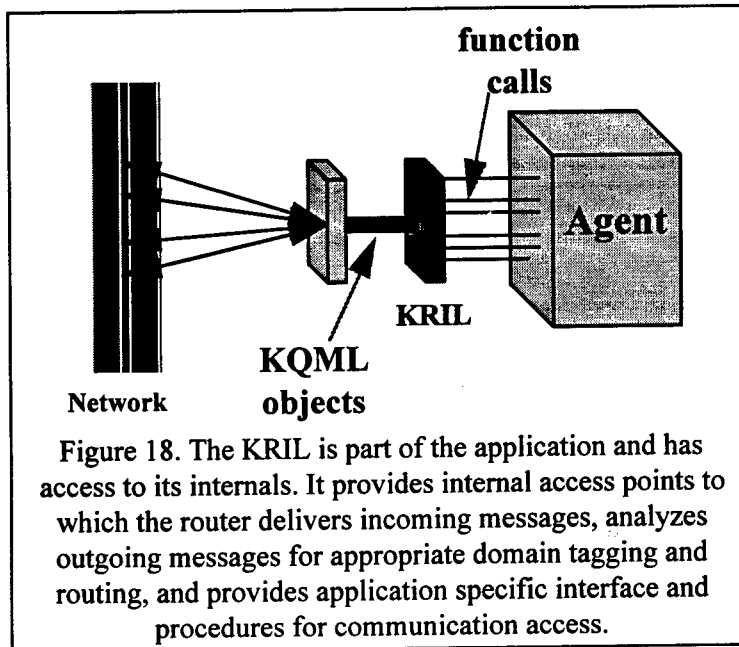 function
calls
Agent
KRIL
KQML
objects
Network
Figure 18. The KRIL is part of the application and has
access to its internals. It provides internal access points to
which the router delivers incoming messages, analyzes
outgoing messages for appropriate domain tagging and
routing, and provides application specific interface and
procedures for communication access.